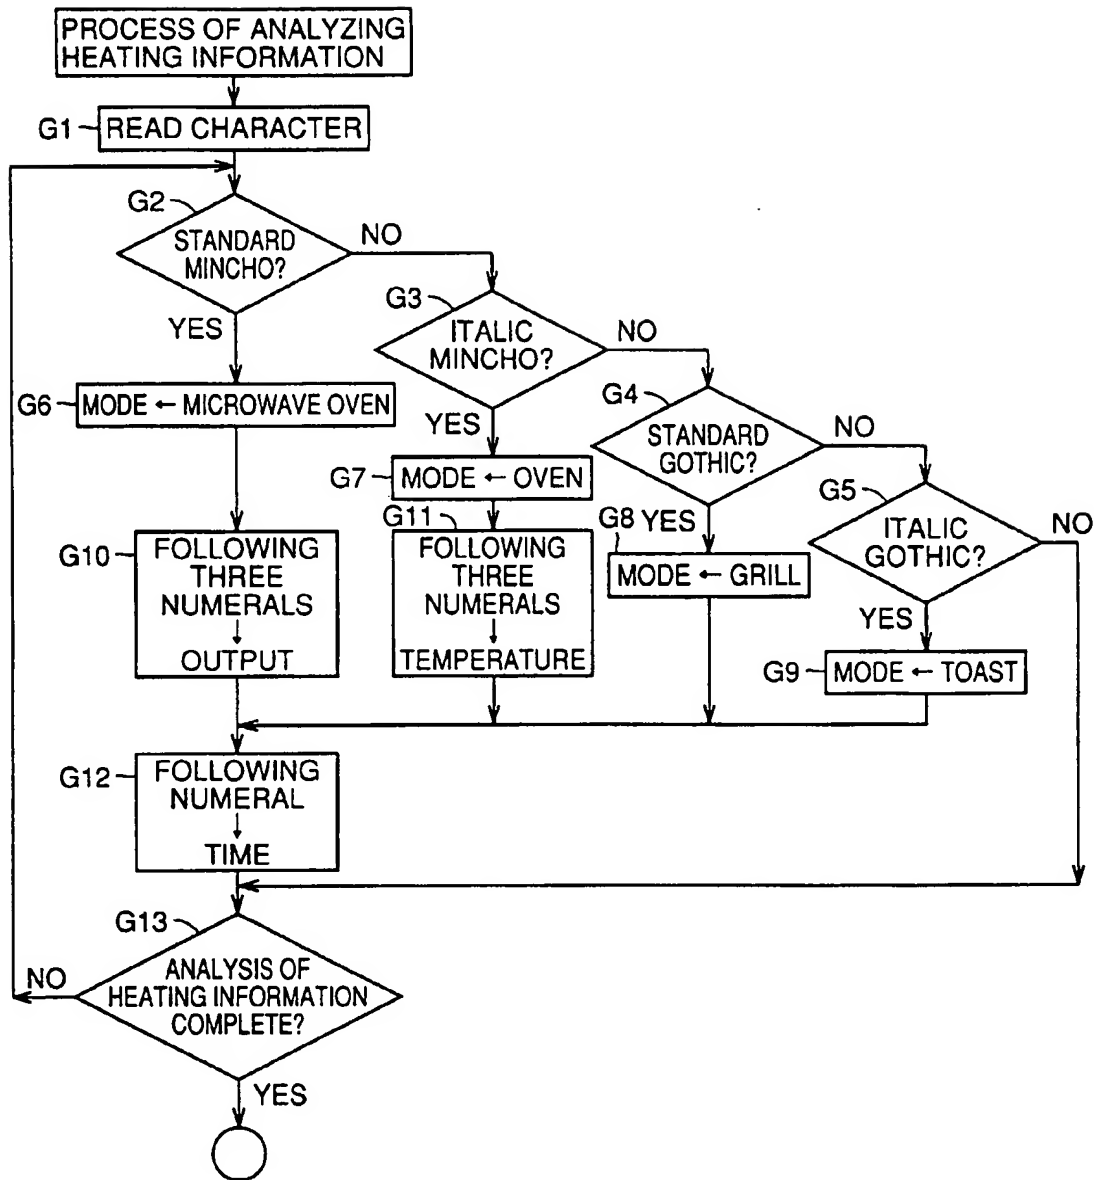 PROCESS OF ANALYZING
HEATING INFORMATION
G1
READ CHARACTER
G2
STANDARD
MINCHO?
NO
YES
G3
ITALIC
MINCHO?
NO
YES
G4
STANDARD
GOTHIC?
NO
YES
G5
ITALIC
GOTHIC?
NO
YES
G6
MODE ← MICROWAVE OVEN
G7
MODE ← OVEN
G8
MODE ← GRILL
G9
MODE ← TOAST
G10
FOLLOWING
THREE
NUMERALS
↓
OUTPUT
G11
FOLLOWING
THREE
NUMERALS
↓
TEMPERATURE
G12
FOLLOWING
NUMERAL
↓
TIME
G13
ANALYSIS OF
HEATING INFORMATION
COMPLETE?
NO
YES